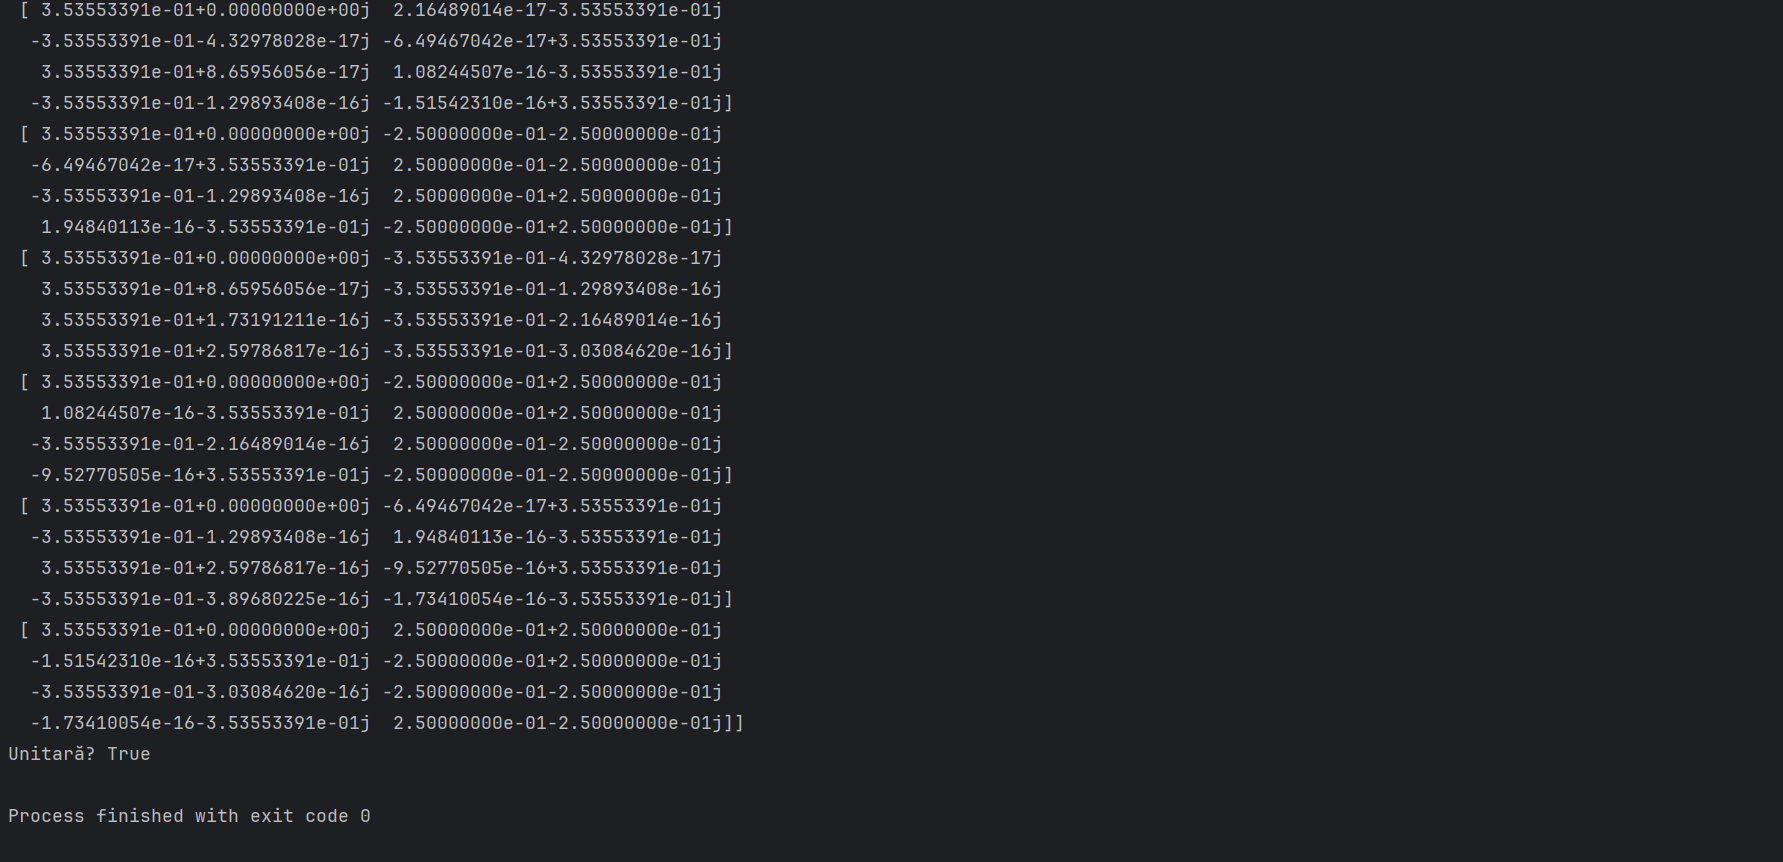 [ 3.53553391e-01+0.00000000e+00j  2.16489014e-17-3.53553391e-01j
-3.53553391e-01-4.32978028e-17j -6.49467042e-17+3.53553391e-01j
3.53553391e-01+8.65956056e-17j  1.08244507e-16-3.53553391e-01j
-3.53553391e-01-1.29893408e-16j -1.51542310e-16+3.53553391e-01j]
[ 3.53553391e-01+0.00000000e+00j -2.50000000e-01-2.50000000e-01j
-6.49467042e-17+3.53553391e-01j  2.50000000e-01-2.50000000e-01j
-3.53553391e-01-1.29893408e-16j  2.50000000e-01+2.50000000e-01j
1.94840113e-16-3.53553391e-01j -2.50000000e-01+2.50000000e-01j]
[ 3.53553391e-01+0.00000000e+00j -3.53553391e-01-4.32978028e-17j
3.53553391e-01+8.65956056e-17j -3.53553391e-01-1.29893408e-16j
3.53553391e-01+1.73191211e-16j -3.53553391e-01-2.16489014e-16j
3.53553391e-01+2.59786817e-16j -3.53553391e-01-3.03084620e-16j]
[ 3.53553391e-01+0.00000000e+00j -2.50000000e-01+2.50000000e-01j
1.08244507e-16-3.53553391e-01j  2.50000000e-01+2.50000000e-01j
-3.53553391e-01-2.16489014e-16j  2.50000000e-01-2.50000000e-01j
-9.52770505e-16+3.53553391e-01j -2.50000000e-01-2.50000000e-01j]
[ 3.53553391e-01+0.00000000e+00j -6.49467042e-17+3.53553391e-01j
-3.53553391e-01-1.29893408e-16j  1.94840113e-16-3.53553391e-01j
3.53553391e-01+2.59786817e-16j -9.52770505e-16+3.53553391e-01j
-3.53553391e-01-3.89680225e-16j -1.73410054e-16-3.53553391e-01j]
[ 3.53553391e-01+0.00000000e+00j  2.50000000e-01+2.50000000e-01j
-1.51542310e-16+3.53553391e-01j -2.50000000e-01+2.50000000e-01j
-3.53553391e-01-3.03084620e-16j -2.50000000e-01-2.50000000e-01j
-1.73410054e-16-3.53553391e-01j  2.50000000e-01-2.50000000e-01j]]
Unitară? True
Process finished with exit code 0